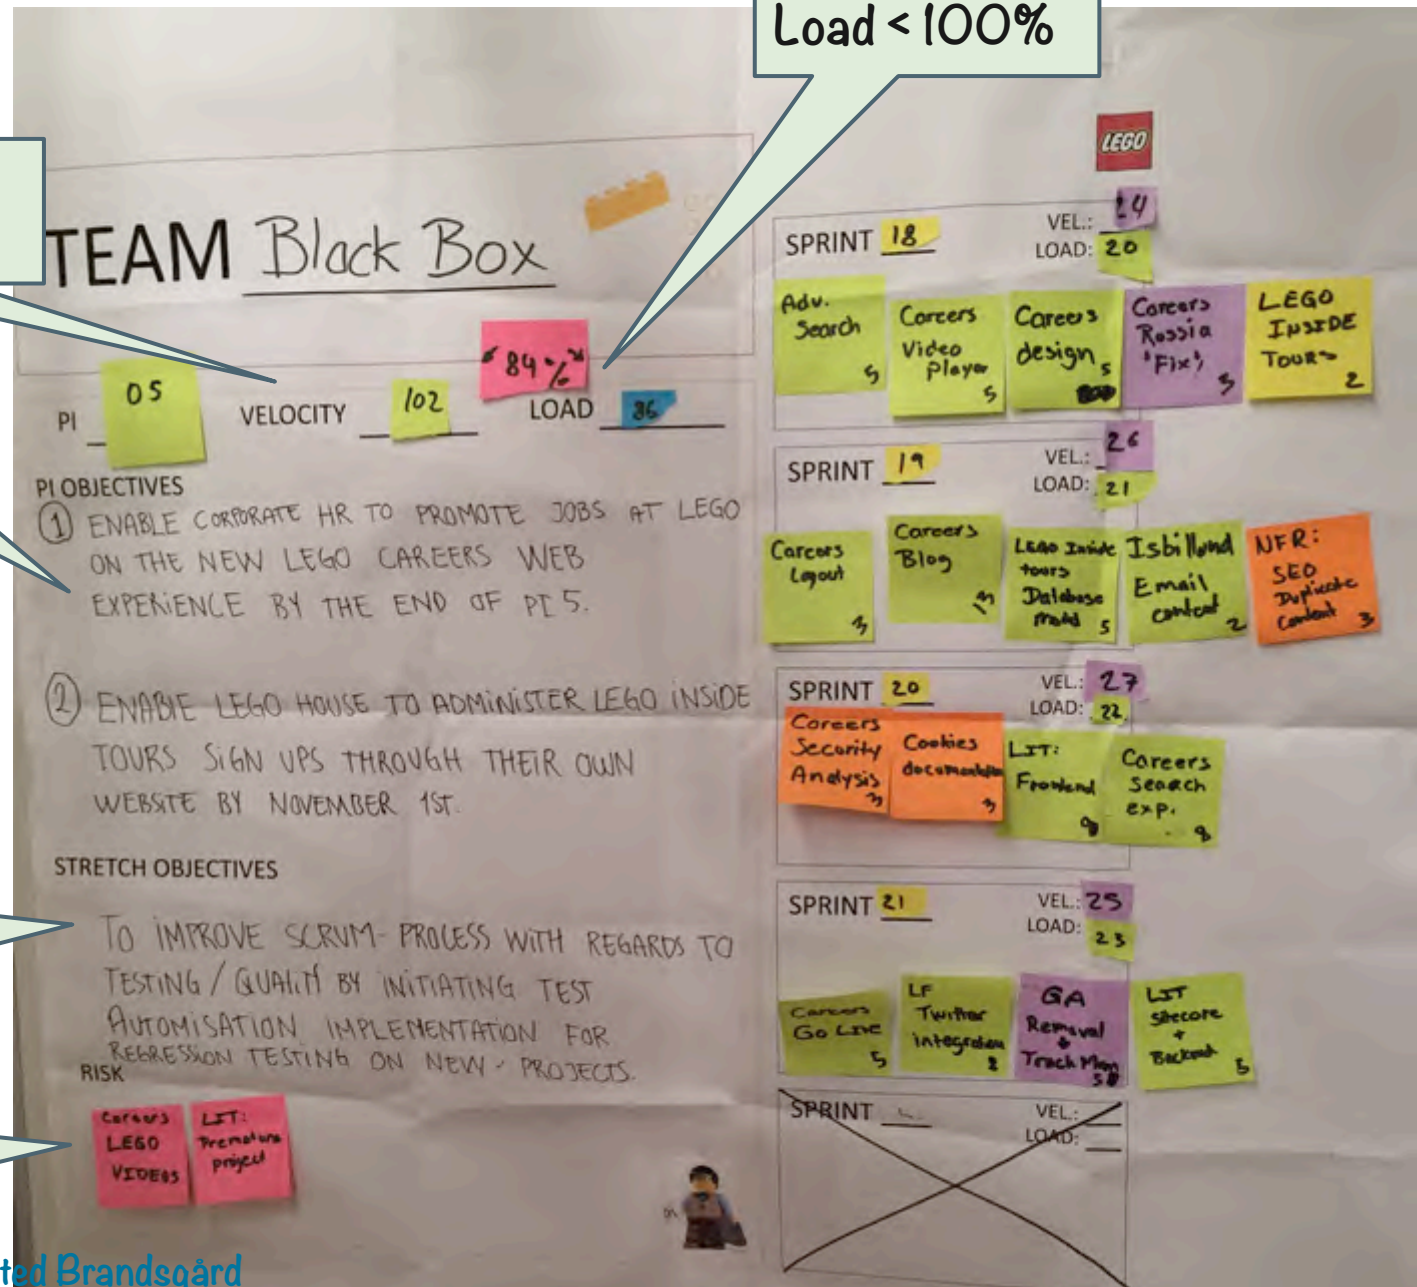 Load < 100%
LEGO
TEAM Black Box
84%
PI 05 VELOCITY 102 LOAD 86
PI OBJECTIVES
① ENABLE CORPORATE HR TO PROMOTE JOBS AT LEGO
ON THE NEW LEGO CAREERS WEB
EXPERIENCE BY THE END OF PI 5.
② ENABLE LEGO HOUSE TO ADMINISTER LEGO INSIDE
TOURS SIGN UPS THROUGH THEIR OWN
WEBSITE BY NOVEMBER 1ST.
STRETCH OBJECTIVES
TO IMPROVE SCRUM-PROCESS WITH REGARDS TO
TESTING / QUALITY BY INITIATING TEST
AUTOMISATION IMPLEMENTATION FOR
REGRESSION TESTING ON NEW - PROJECTS.
RISK
Careers
LEGO
VIDEOS
LIT:
Premature
project
SPRINT 18
VEL.: 24
LOAD: 20
Adv.
Search
5
Careers
Video
Player
5
Careers
design
5
Careers
Russia
'Fix'
3
LEGO
INSIDE
TOURS
2
SPRINT 19
VEL.: 26
LOAD: 21
Careers
Layout
3
Careers
Blog
13
LEGO Inside
tours
Database
5
Email
2
NFR:
SEO
Duplicate
Content
3
SPRINT 20
VEL.: 27
LOAD: 22
Careers
Security
Analysis
3
Cookies
documentation
3
LIT:
Frontend
8
Careers
Search
exp.
8
SPRINT 21
VEL.: 25
LOAD: 23
Careers
Go Live
5
LF
Twitter
integration
8
GA
Removal
+
Track Man
5
LIT
Sitecore
+
5
SPRINT
VEL.:
LOAD:
ted Brandsgård